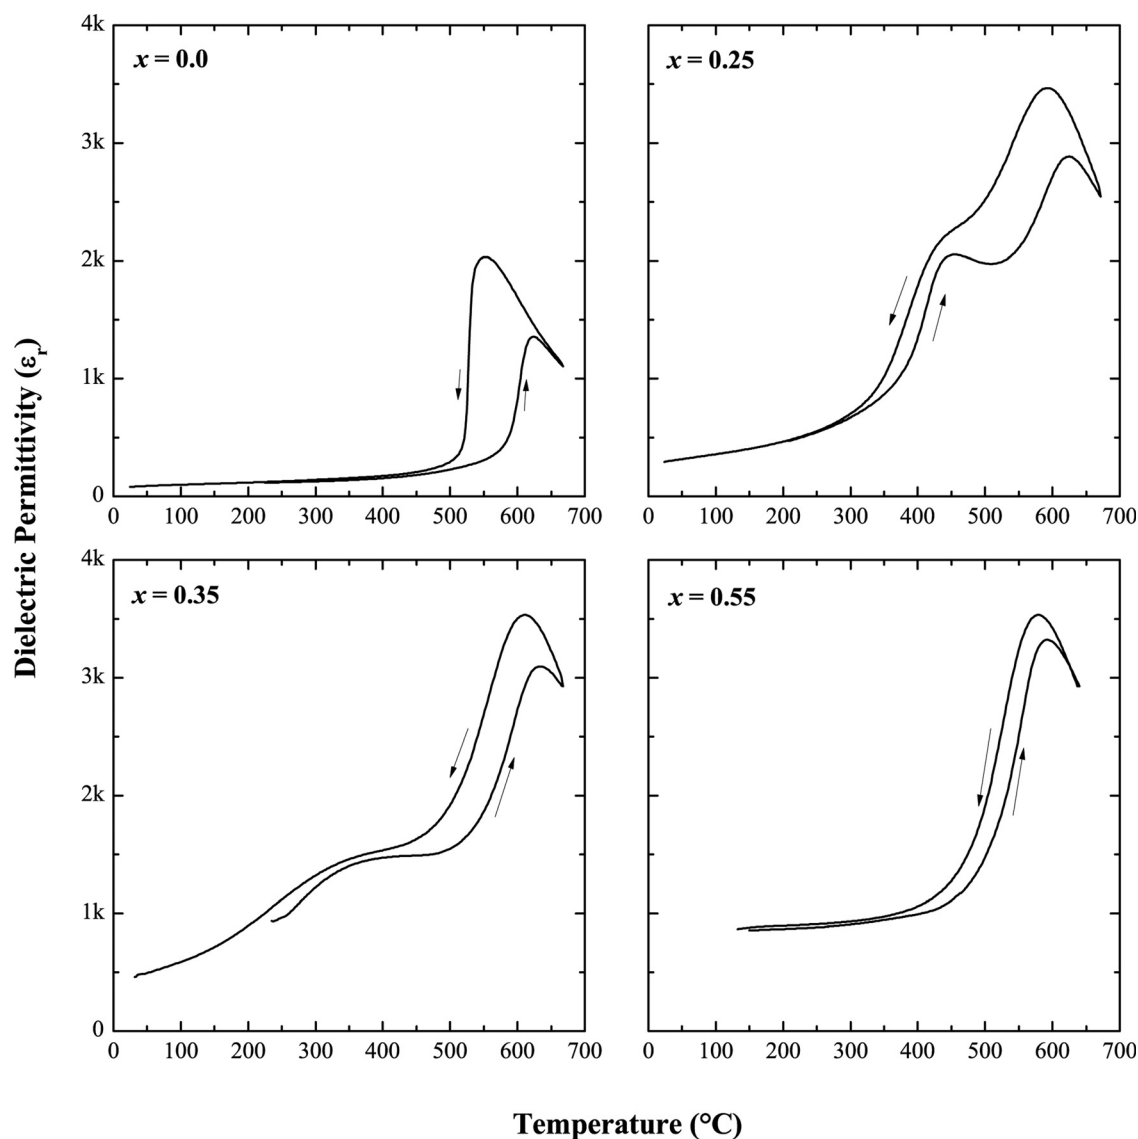 4k
3k
2k
1k
0
0 100 200 300 400 500 600 700
x = 0.0
0 100 200 300 400 500 600 700
x = 0.25
Dielectric Permittivity (εr)
4k
3k
2k
1k
0
0 100 200 300 400 500 600 700
x = 0.35
0 100 200 300 400 500 600 700
x = 0.55
Temperature (°C)